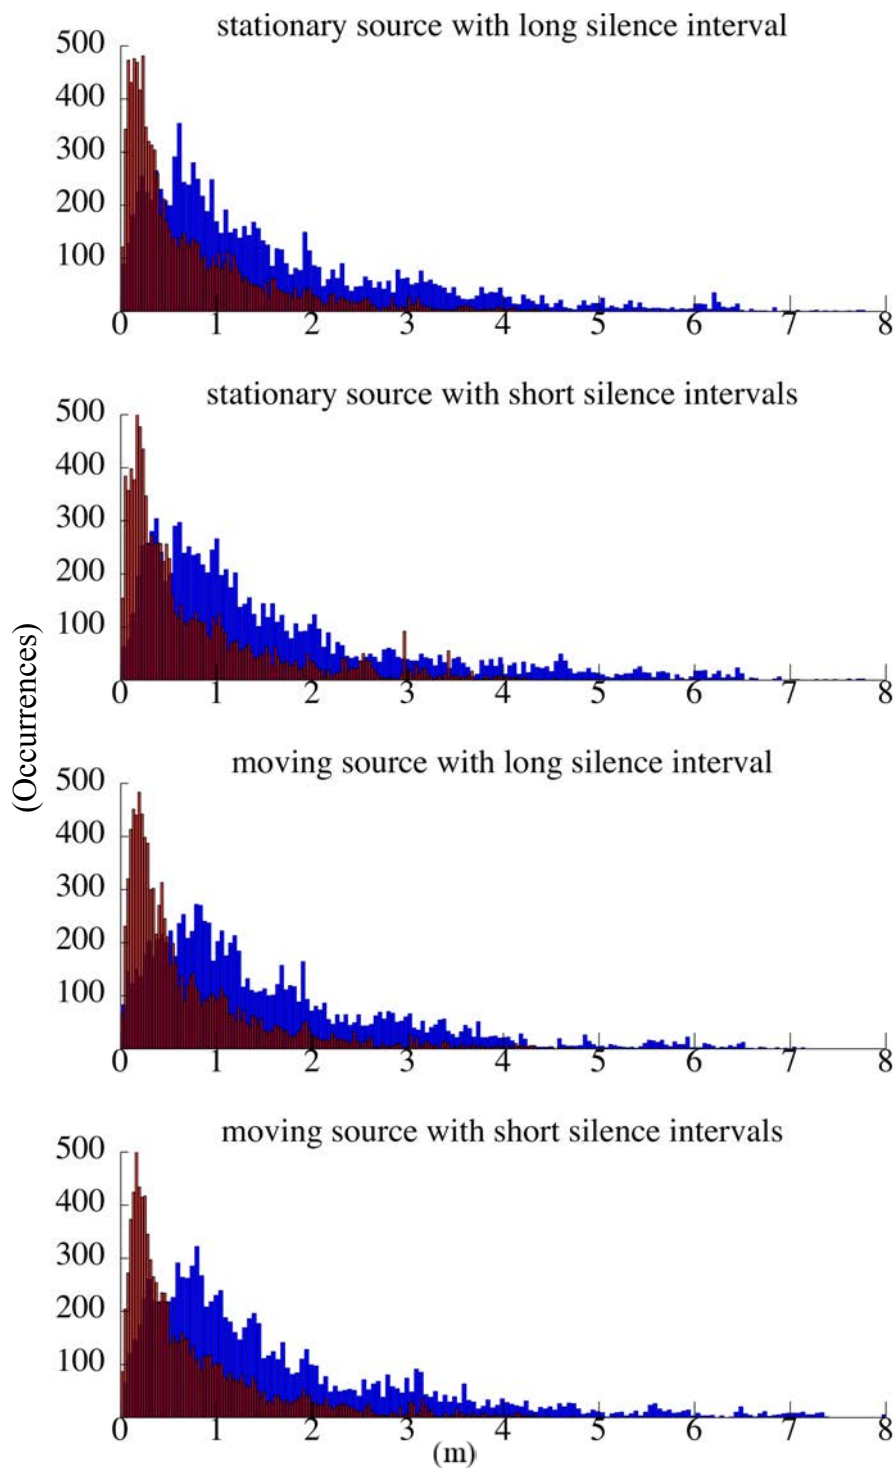 stationary source with long silence interval
500
400
300
200
100
0 1 2 3 4 5 6 7 8
stationary source with short silence intervals
500
400
300
200
100
0 1 2 3 4 5 6 7 8
(Occurrences)
moving source with long silence interval
500
400
300
200
100
0 1 2 3 4 5 6 7 8
moving source with short silence intervals
500
400
300
200
100
0 1 2 3 4 5 6 7 8
(m)